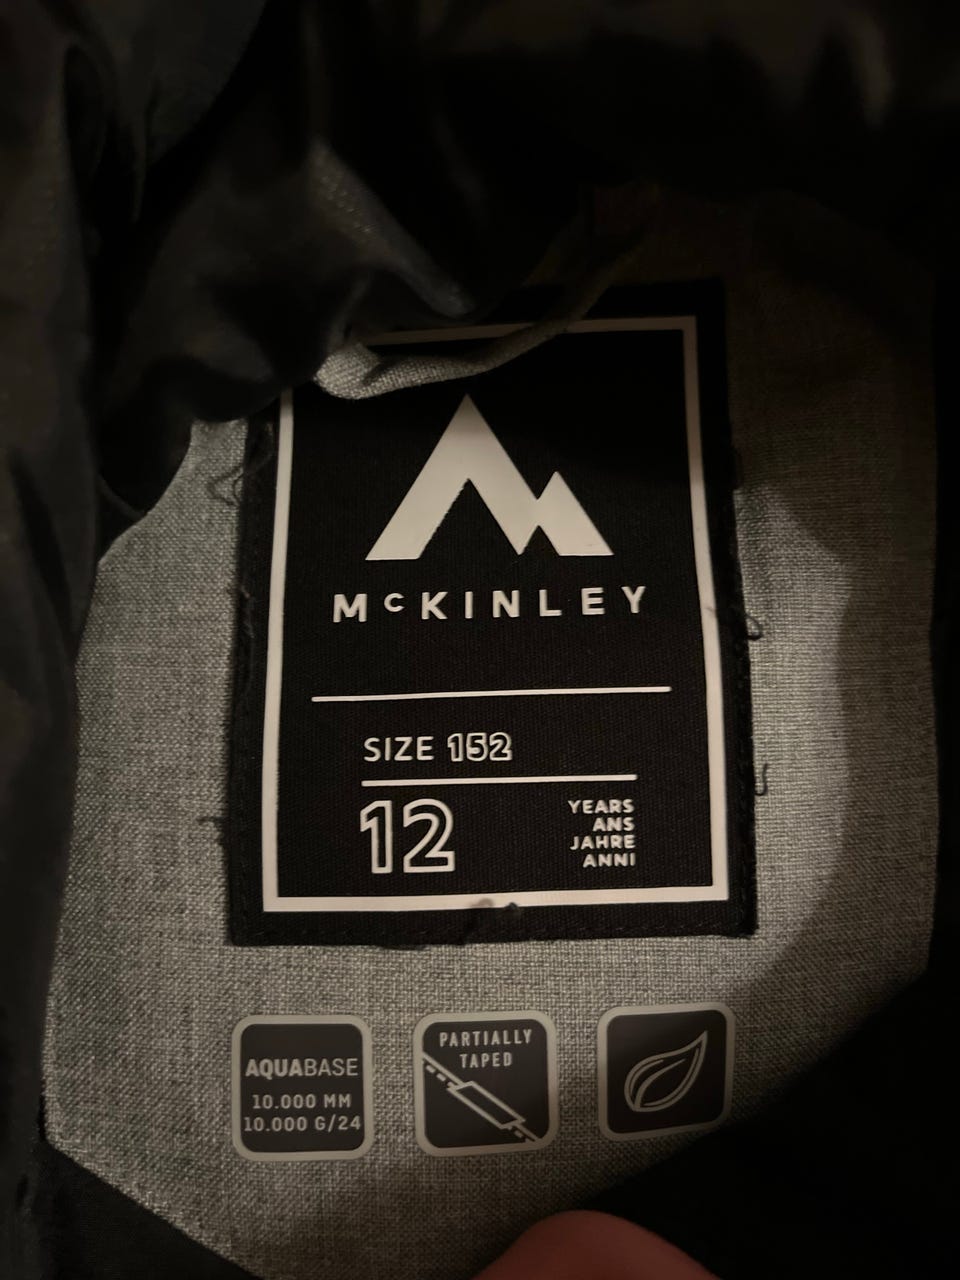 McKINLEY
SIZE 152
12
YEARS
ANS
JAHRE
ANNI
AQUABASE
10.000 MM
10.000 G/24
PARTIALLY
TAPED